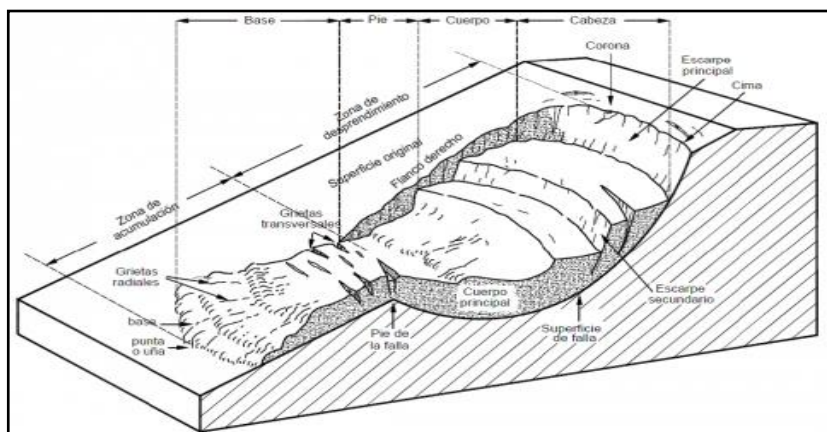 Base
Pie
Cuerpo
Cabeza
Corona
Escarpe
principal
Cima
Zona de
desprendimiento
Superficie original
Flanco derecho
Zona de
acumulación
Grietas
transversales
Grietas
radiales
base
punta
o uña
Cuerpo
principal
Pie de
la falla
Superficie
de falla
Escarpe
secundario